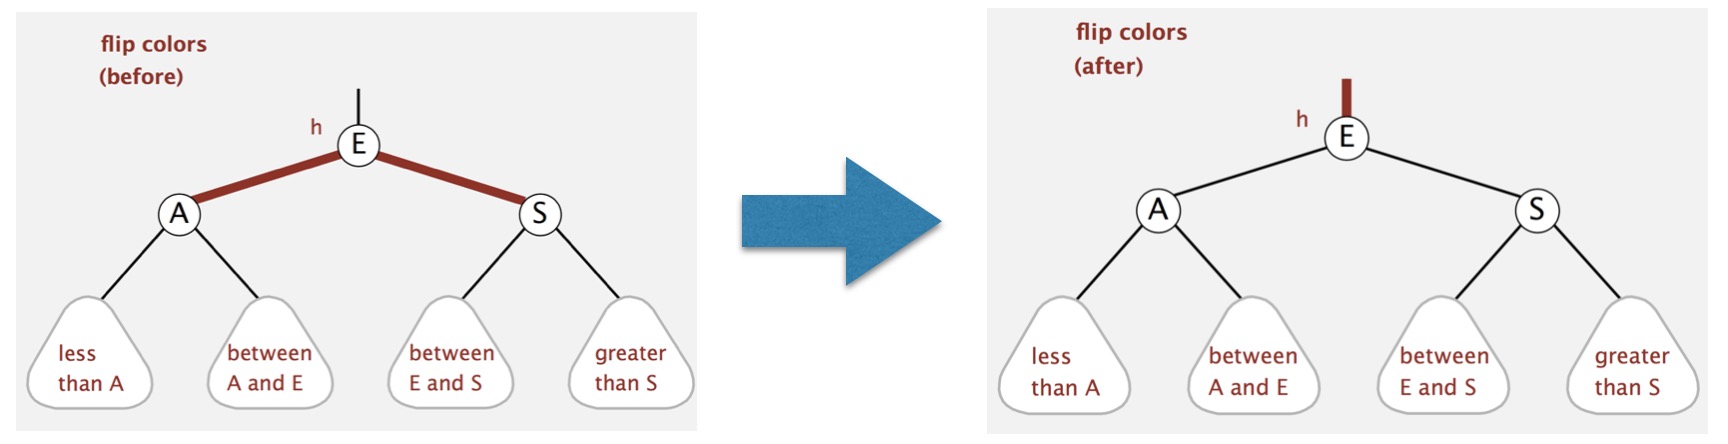 flip colors
(before)
h
E
A
S
less
than A
between
A and E
between
E and S
greater
than S
flip colors
(after)
h
E
A
S
less
than A
between
A and E
between
E and S
greater
than S